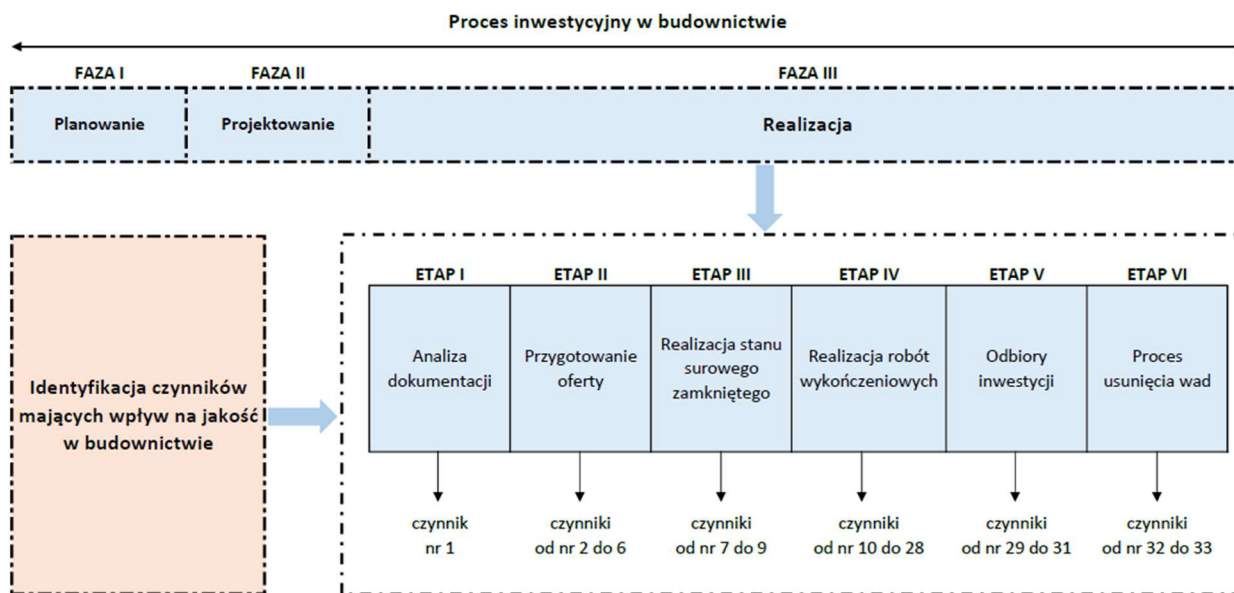 Proces inwestycyjny w budownictwie
FAZA I
FAZA II
FAZA III
Planowanie
Projektowanie
Realizacja
Identyfikacja czynników
mających wpływ na jakość
w budownictwie
ETAP I
ETAP II
ETAP III
ETAP IV
ETAP V
ETAP VI
Analiza
dokumentacji
Przygotowanie
oferty
Realizacja stanu
surowego
zamkniętego
Realizacja robót
wykończeniowych
Odbiory
inwestycji
Proces
usunięcia wad
czynnik
nr 1
czynniki
od nr 2 do 6
czynniki
od nr 7 do 9
czynniki
od nr 10 do 28
czynniki
od nr 29 do 31
czynniki
od nr 32 do 33